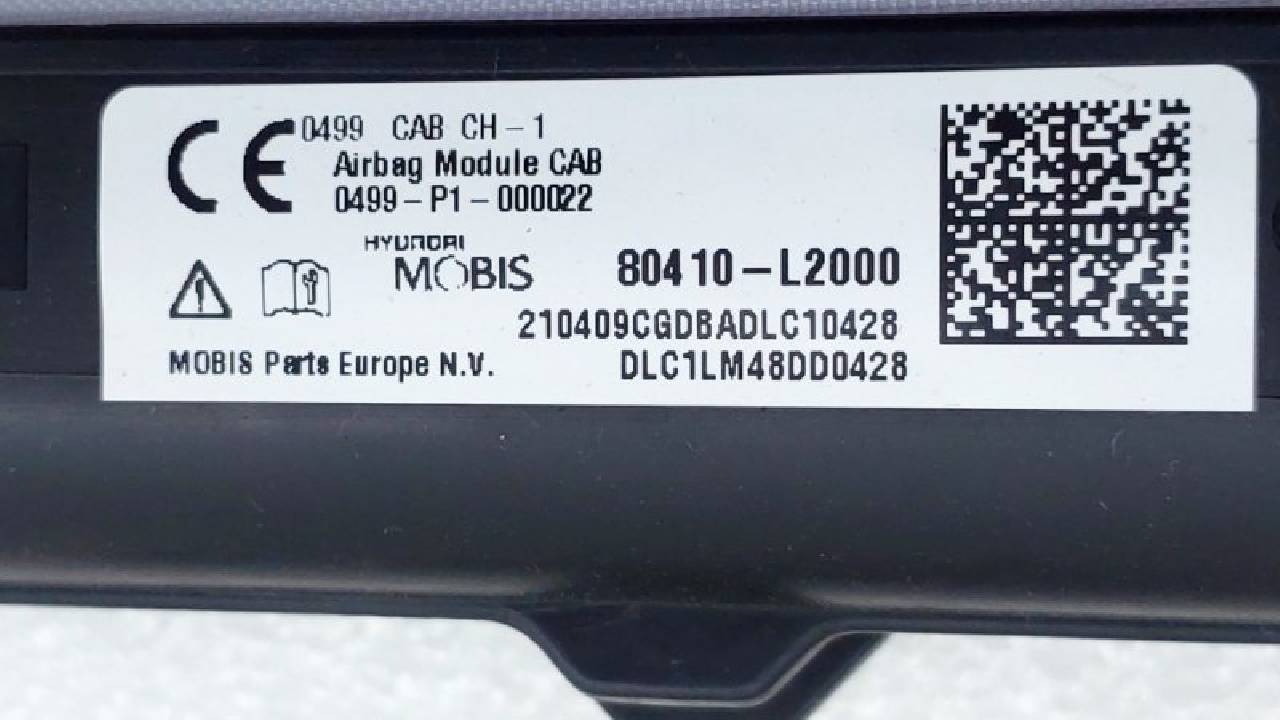 CE 0499 CAB CH-1
Airbag Module CAB
0499-P1-000022
HYUNDAI
MOBIS 80410-L2000
210409CGDBADLC10428
MOBIS Parts Europe N.V. DLC1LM48DD0428